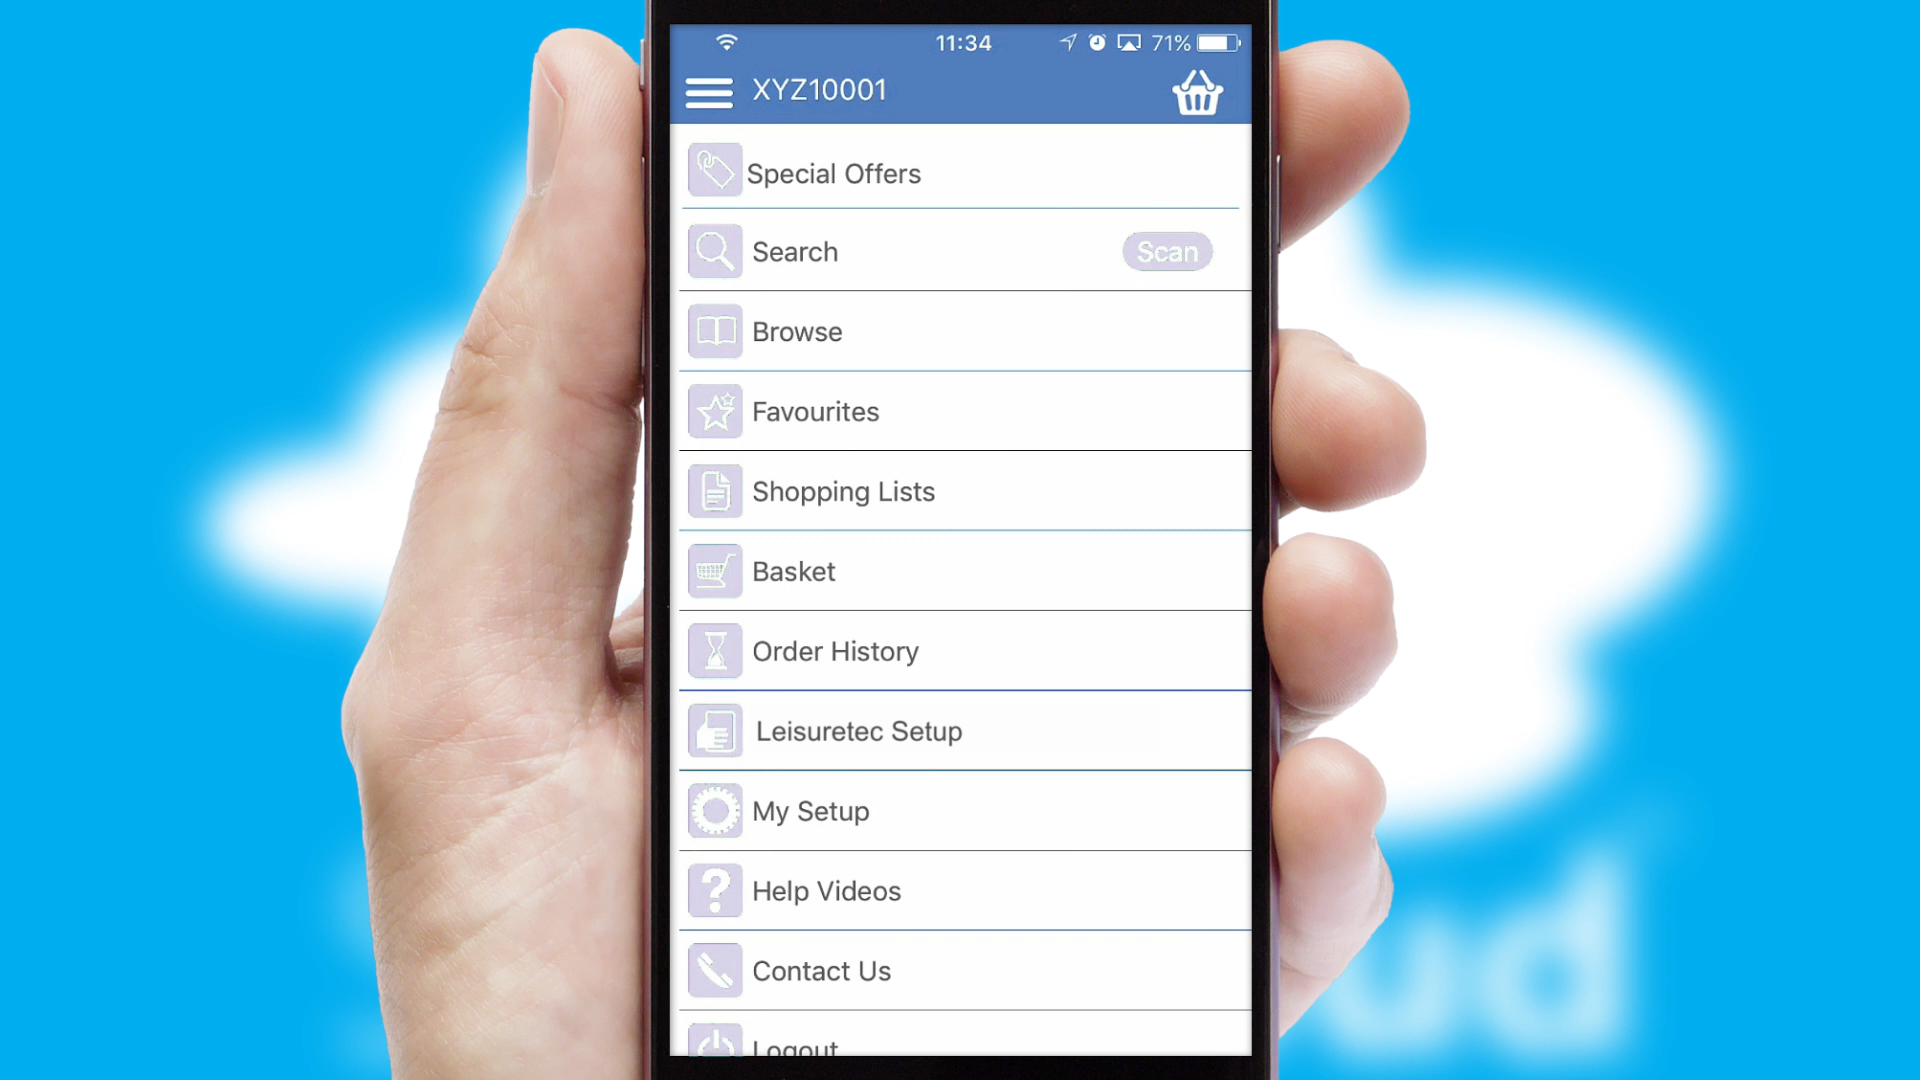 11:34 71%
XYZ10001
Special Offers
Search Scan
Browse
Favourites
Shopping Lists
Basket
Order History
Leisuretec Setup
My Setup
Help Videos
Contact Us
Logout
ud